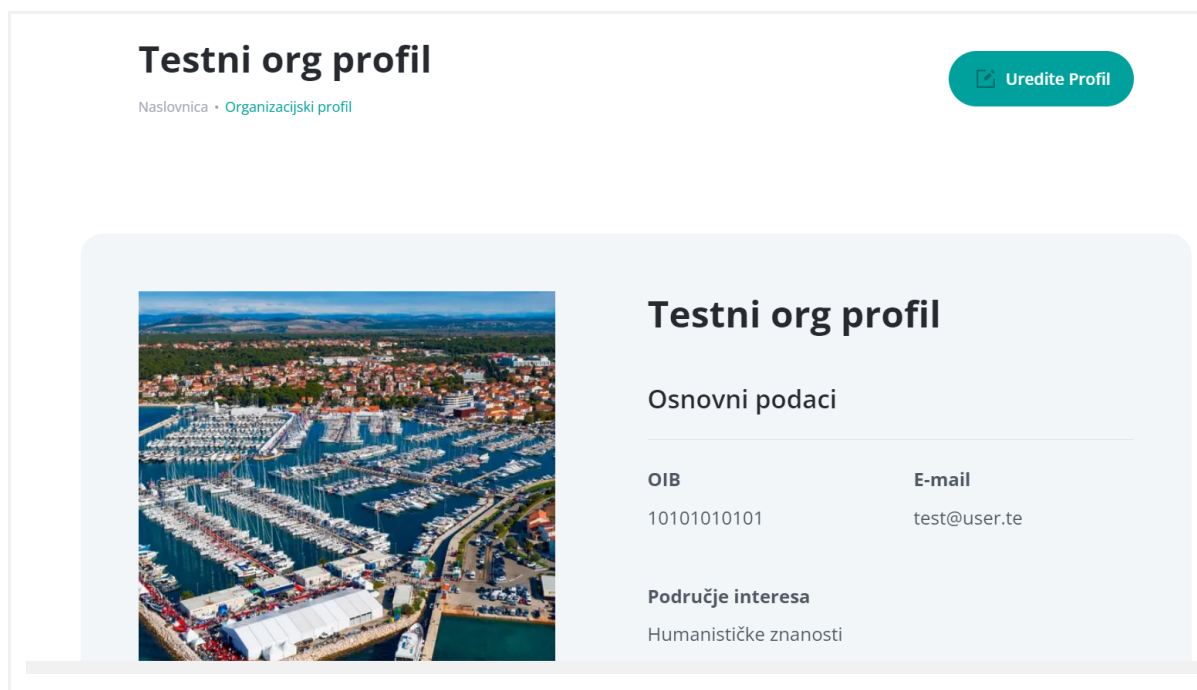 Testni org profil
Uredite Profil
Naslovnica • Organizacijski profil
Testni org profil
Osnovni podaci
OIB
E-mail
10101010101
test@user.te
Područje interesa
Humanističke znanosti